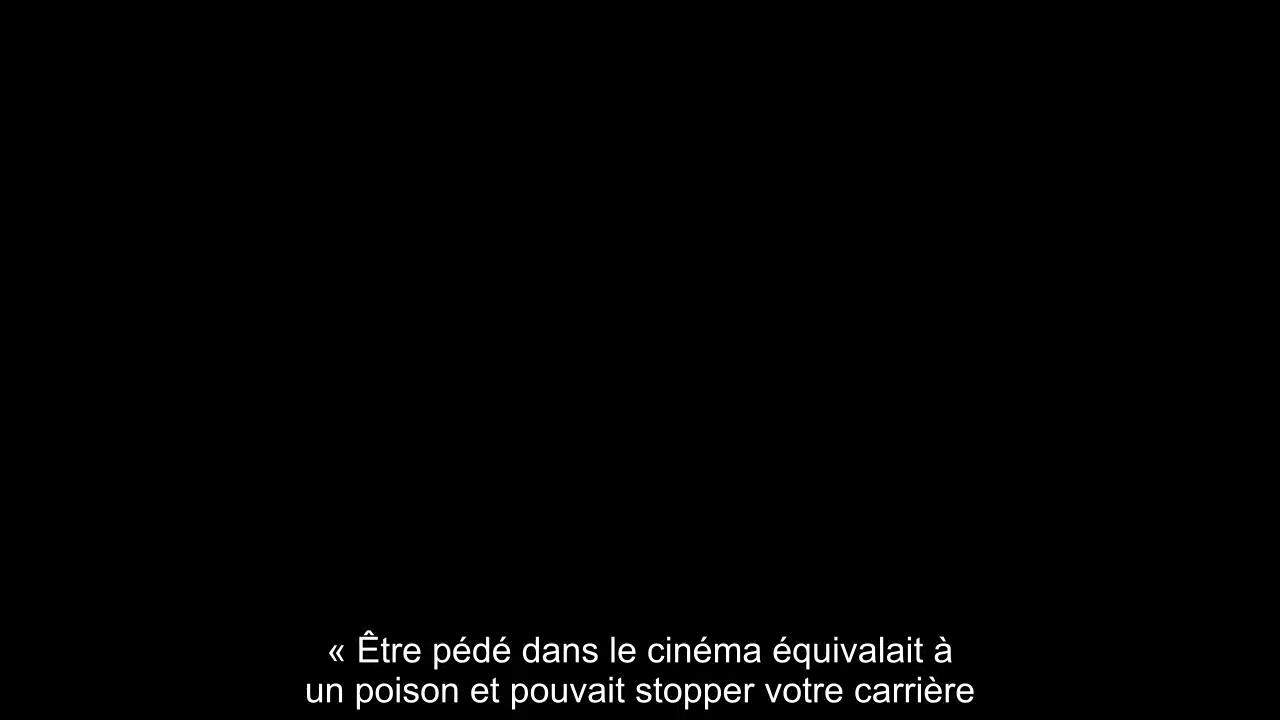 « Être pédé dans le cinéma équivalait à
un poison et pouvait stopper votre carrière